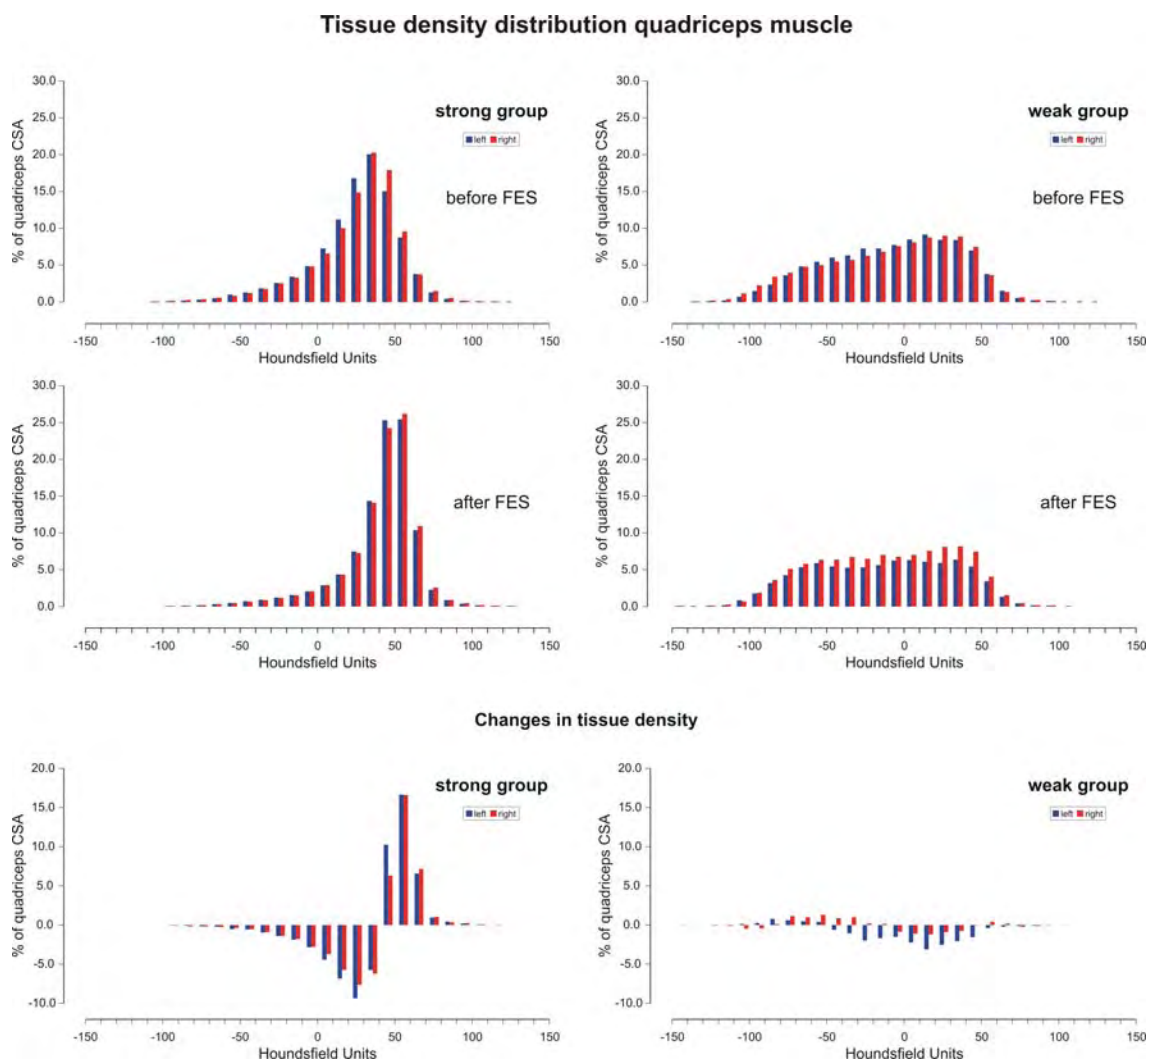 Tissue density distribution quadriceps muscle
30.0
25.0
20.0
15.0
10.0
5.0
0.0
% of quadriceps CSA
strong group
left right
before FES
-150 -100 -50 0 50 100 150
Houndsfield Units
30.0
25.0
20.0
15.0
10.0
5.0
0.0
% of quadriceps CSA
weak group
left right
before FES
-150 -100 -50 0 50 100 150
Houndsfield Units
30.0
25.0
20.0
15.0
10.0
5.0
0.0
% of quadriceps CSA
after FES
-150 -100 -50 0 50 100 150
Houndsfield Units
30.0
25.0
20.0
15.0
10.0
5.0
0.0
% of quadriceps CSA
after FES
-150 -100 -50 0 50 100 150
Houndsfield Units
Changes in tissue density
20.0
15.0
10.0
5.0
0.0
-5.0
-10.0
% of quadriceps CSA
strong group
left right
-150 -100 -50 0 50 100 150
Houndsfield Units
20.0
15.0
10.0
5.0
0.0
-5.0
-10.0
% of quadriceps CSA
weak group
left right
-150 -100 -50 0 50 100 150
Houndsfield Units